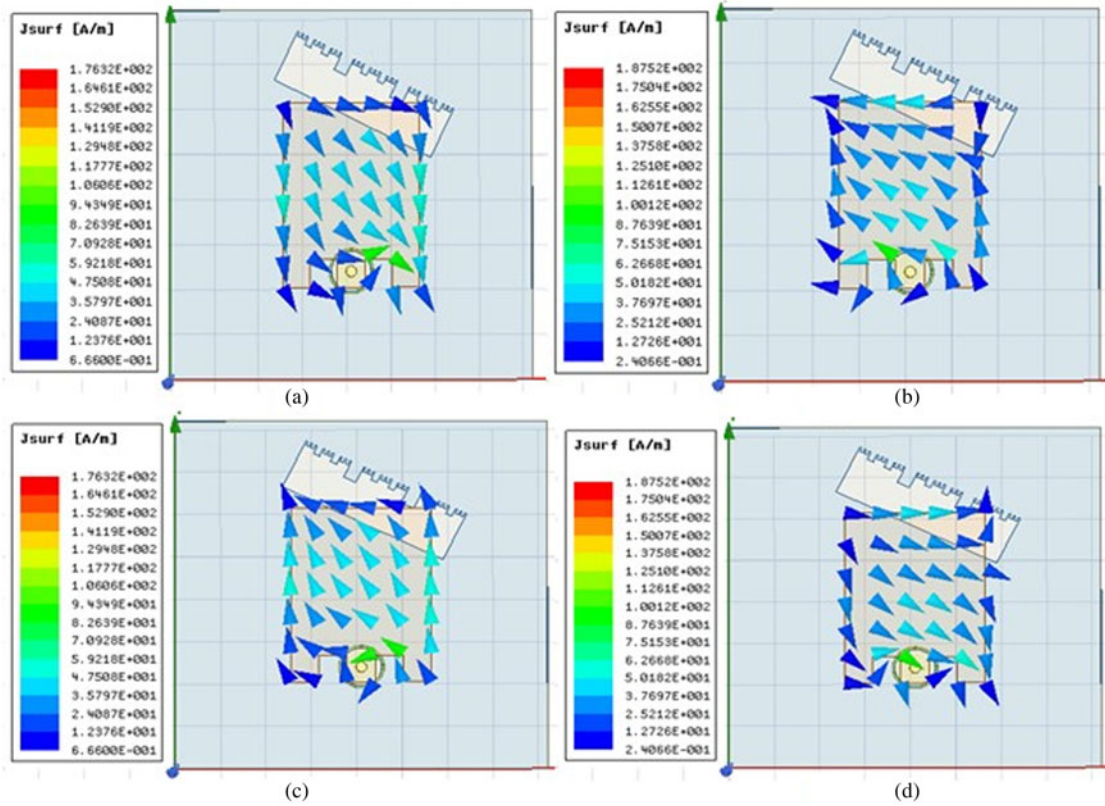 Jsurf [A/m]
1.7632E+002
1.6461E+002
1.5290E+002
1.4119E+002
1.2948E+002
1.1777E+002
1.0606E+002
9.4349E+001
8.2639E+001
7.0928E+001
5.9218E+001
4.7508E+001
3.5797E+001
2.4087E+001
1.2376E+001
6.6600E-001
(a)
Jsurf [A/m]
1.8752E+002
1.7504E+002
1.6255E+002
1.5007E+002
1.3758E+002
1.2510E+002
1.1261E+002
1.0012E+002
8.7639E+001
7.5153E+001
6.2668E+001
5.0182E+001
3.7697E+001
2.5212E+001
1.2726E+001
2.4066E-001
(b)
Jsurf [A/m]
1.7632E+002
1.6461E+002
1.5290E+002
1.4119E+002
1.2948E+002
1.1777E+002
1.0606E+002
9.4349E+001
8.2639E+001
7.0928E+001
5.9218E+001
4.7508E+001
3.5797E+001
2.4087E+001
1.2376E+001
6.6600E-001
(c)
Jsurf [A/m]
1.8752E+002
1.7504E+002
1.6255E+002
1.5007E+002
1.3758E+002
1.2510E+002
1.1261E+002
1.0012E+002
8.7639E+001
7.5153E+001
6.2668E+001
5.0182E+001
3.7697E+001
2.5212E+001
1.2726E+001
2.4066E-001
(d)